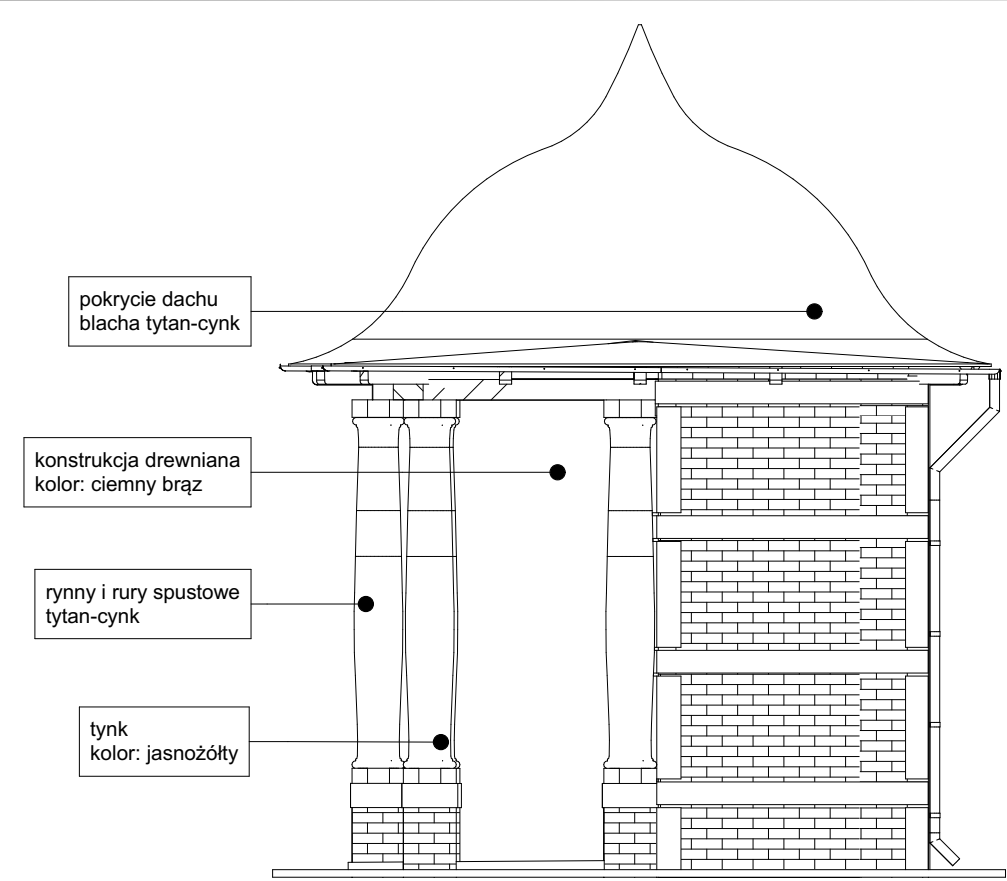 pokrycie dachu
blacha tytan-cynk
konstrukcja drewniana
kolor: ciemny brąz
rynny i rury spustowe
tytan-cynk
tynk
kolor: jasnożółty